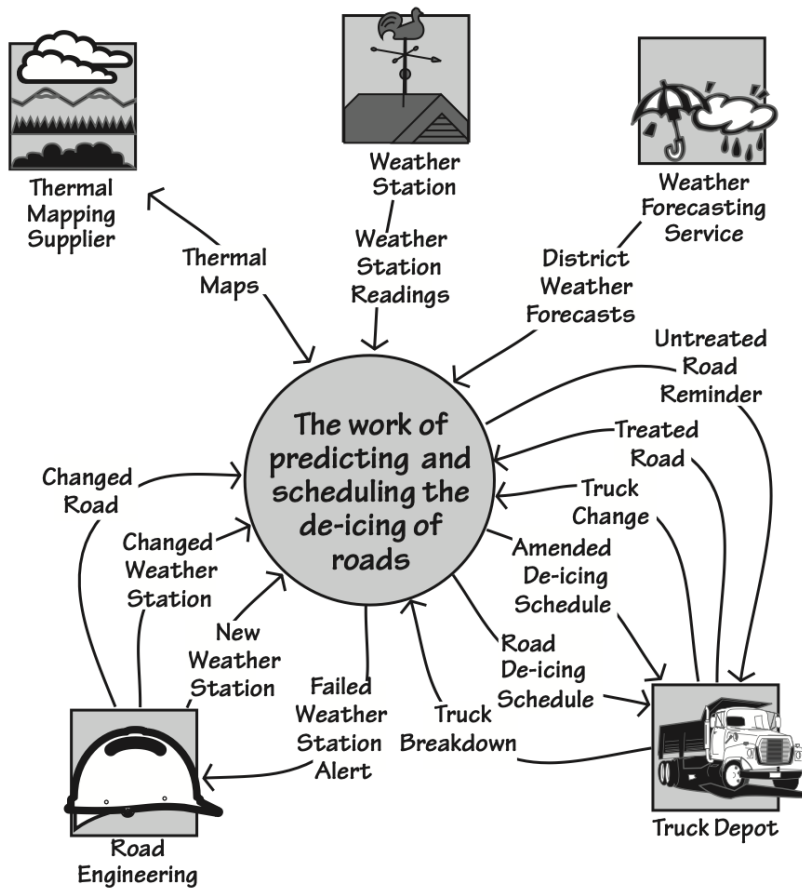 Thermal
Mapping
Supplier
Weather
Station
Weather
Forecasting
Service
Thermal
Maps
Weather
Station
Readings
District
Weather
Forecasts
Untreated
Road
Reminder
The work of
predicting and
scheduling the
de-icing of
roads
Treated
Road
Truck
Change
Amended
De-icing
Schedule
Road
De-icing
Schedule
Truck
Breakdown
Changed
Road
Changed
Weather
Station
New
Weather
Station
Failed
Weather
Station
Alert
Road
Engineering
Truck Depot